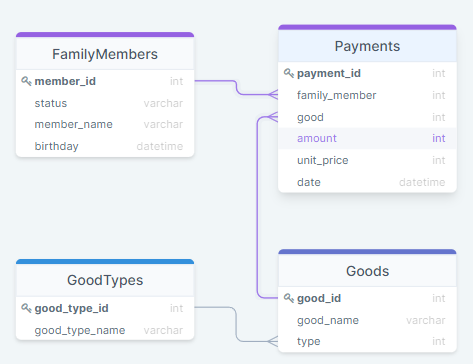 FamilyMembers
member_id int
status varchar
member_name varchar
birthday datetime
Payments
payment_id int
family_member int
good int
amount int
unit_price int
date datetime
GoodTypes
good_type_id int
good_type_name varchar
Goods
good_id int
good_name varchar
type int